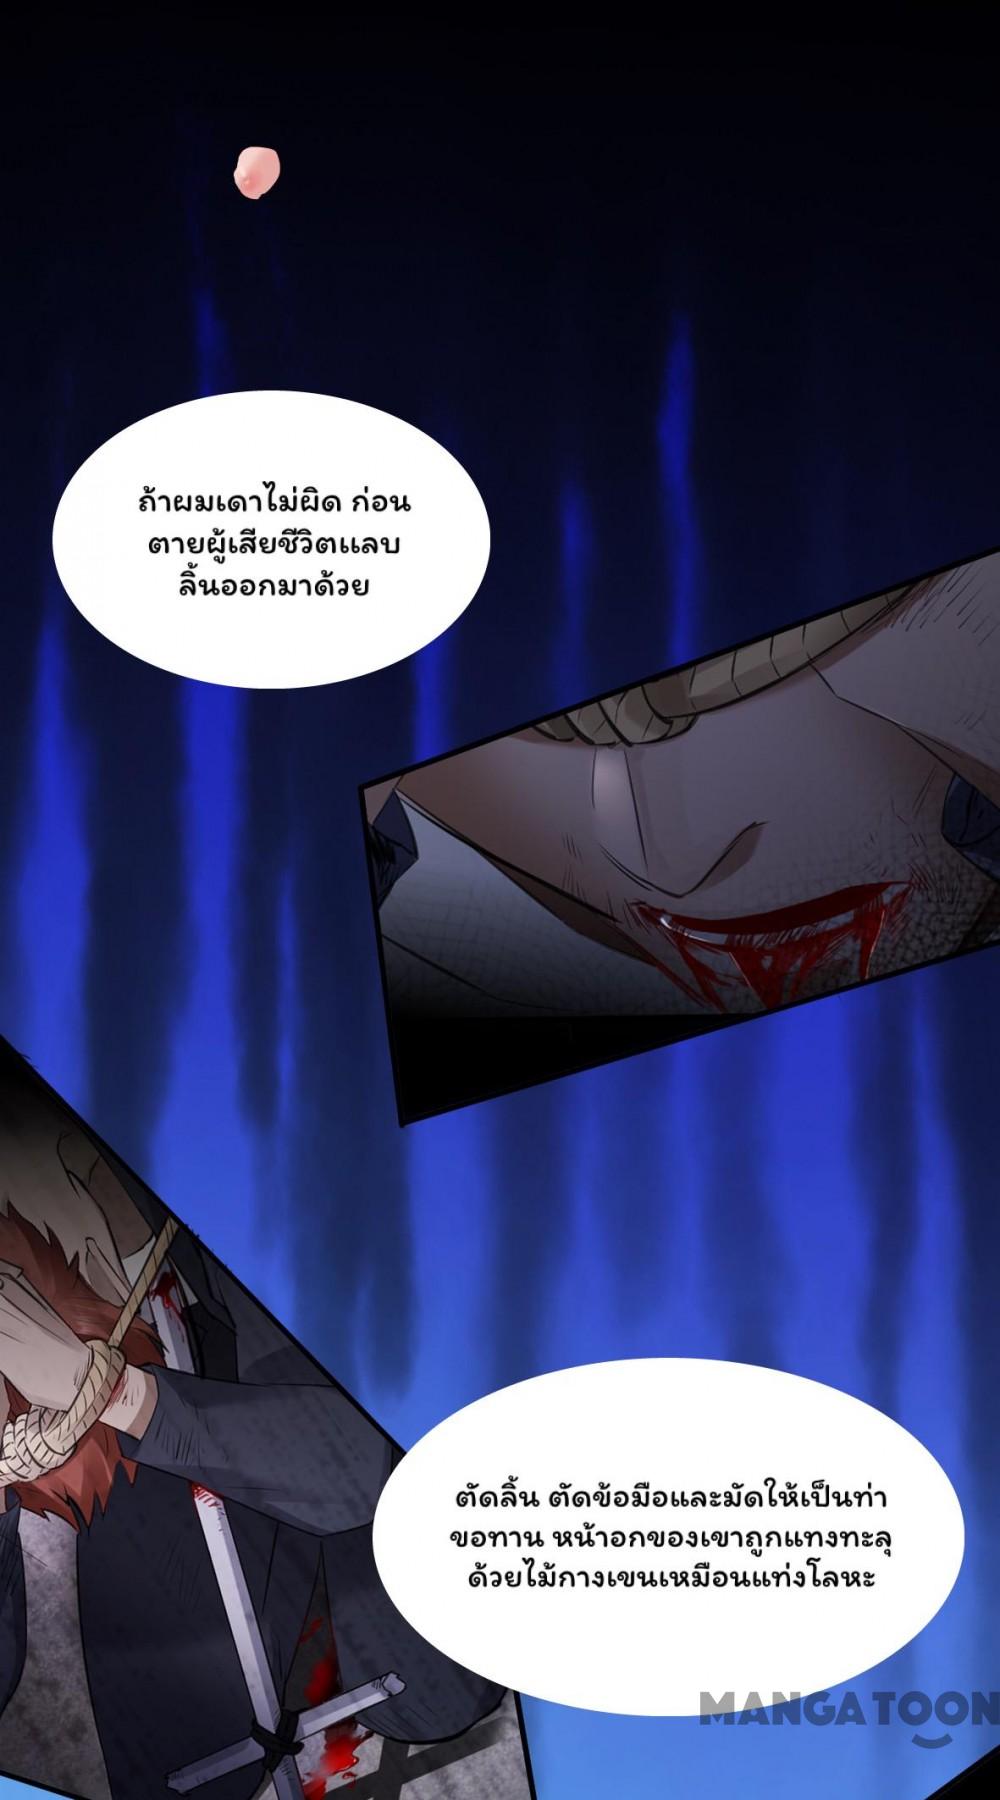 ถ้าผมเดาไม่ผิด ก่อน
ตายผู้เสียชีวิตแลบ
ลิ้นออกมาด้วย
ตัดลิ้น ตัดข้อมือและมัดให้เป็นท่า
ขอทาน หน้าอกของเขาถูกแทงทะลุ
ด้วยไม้กางเขนเหมือนแท่งโลหะ
MANGATOON